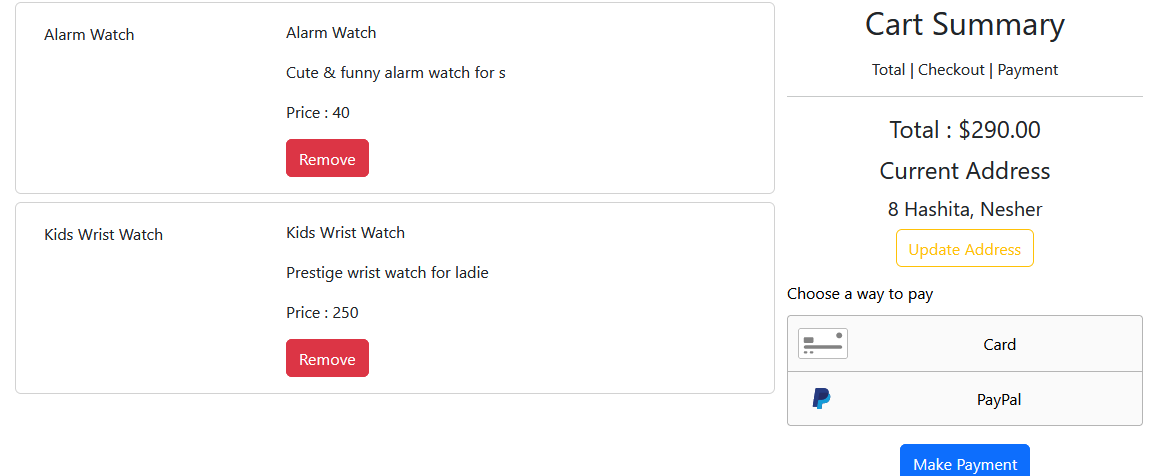 Alarm Watch
Alarm Watch
Cute & funny alarm watch for s
Price : 40
Remove
Kids Wrist Watch
Kids Wrist Watch
Prestige wrist watch for ladie
Price : 250
Remove
Cart Summary
Total | Checkout | Payment
Total : $290.00
Current Address
8 Hashita, Nesher
Update Address
Choose a way to pay
Card
PayPal
Make Payment